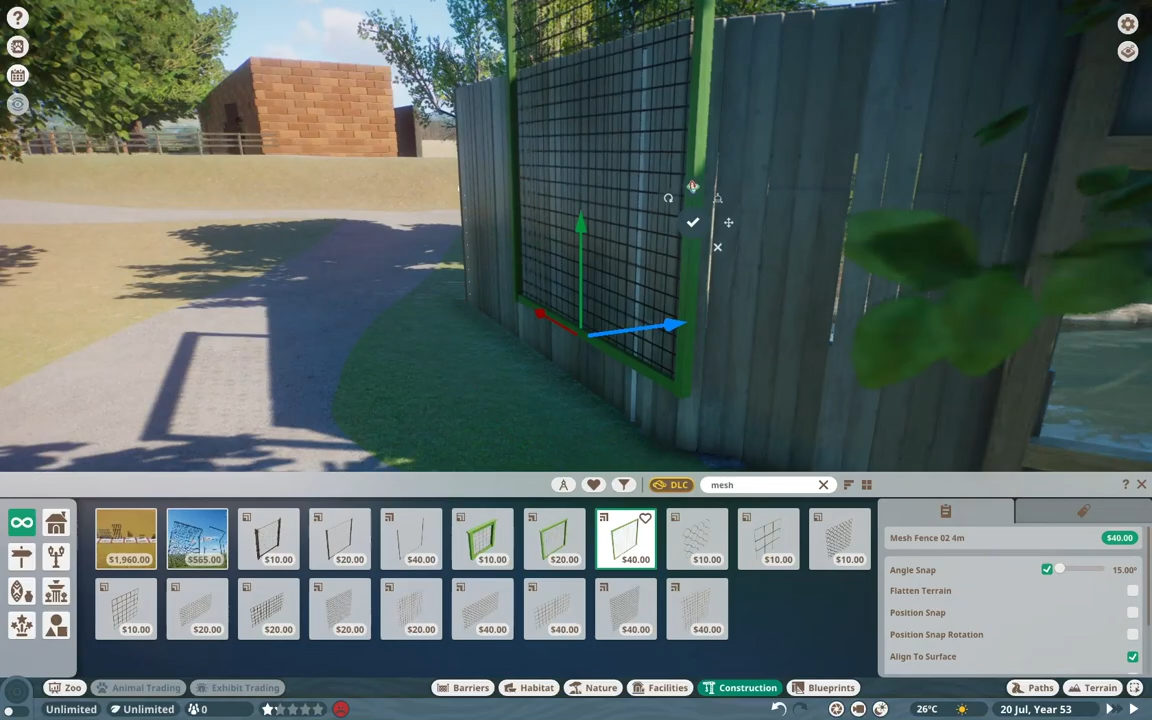 ?
DLC
mesh
?
$1,960.00
$565.00
$10.00
$20.00
$40.00
$10.00
$20.00
$40.00
$10.00
$10.00
$10.00
Mesh Fence 02 4m
$40.00
Angle Snap
15.00°
Flatten Terrain
Position Snap
Position Snap Rotation
Align To Surface
$10.00
$20.00
$20.00
$20.00
$20.00
$40.00
$40.00
$40.00
$40.00
Zoo
Animal Trading
Exhibit Trading
Barriers
Habitat
Nature
Facilities
Construction
Blueprints
Paths
Terrain
Unlimited
Unlimited
0
26°C
20 Jul, Year 53